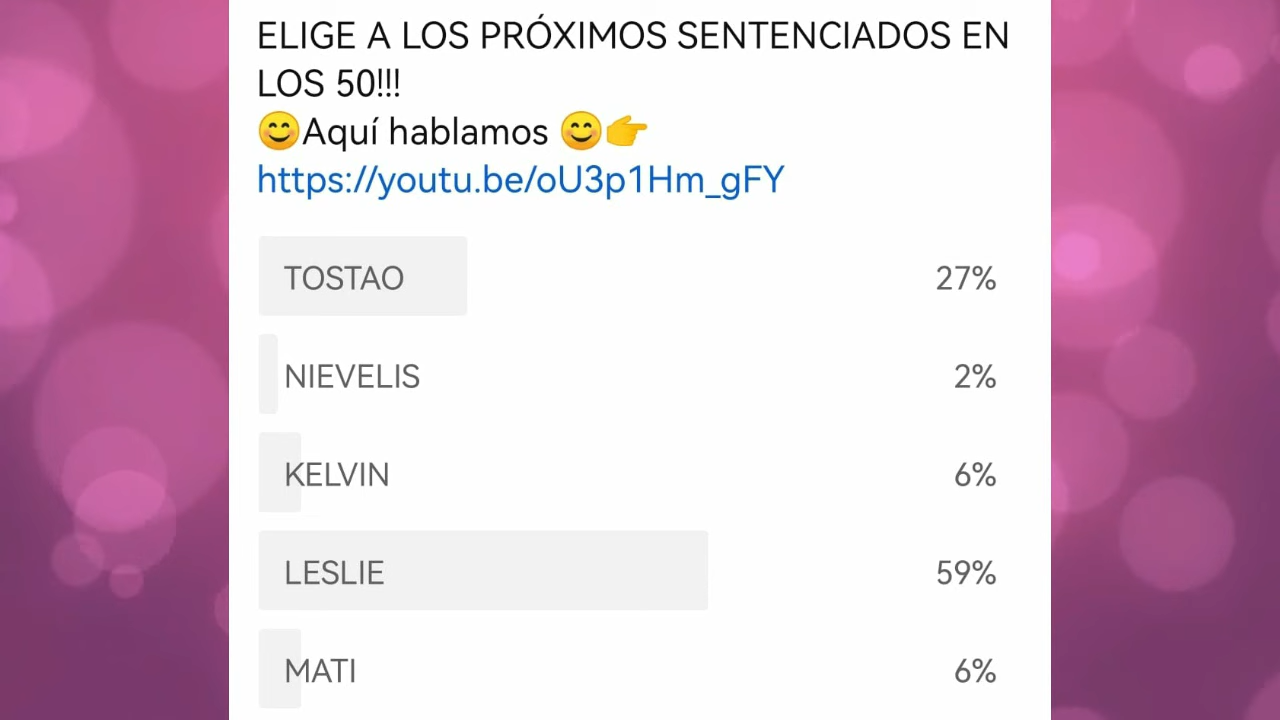 ELIGE A LOS PRÓXIMOS SENTENCIADOS EN
LOS 50!!!
😊Aquí hablamos 😊👉
https://youtu.be/oU3p1Hm_gFY
TOSTAO 27%
NIEVELIS 2%
KELVIN 6%
LESLIE 59%
MATI 6%